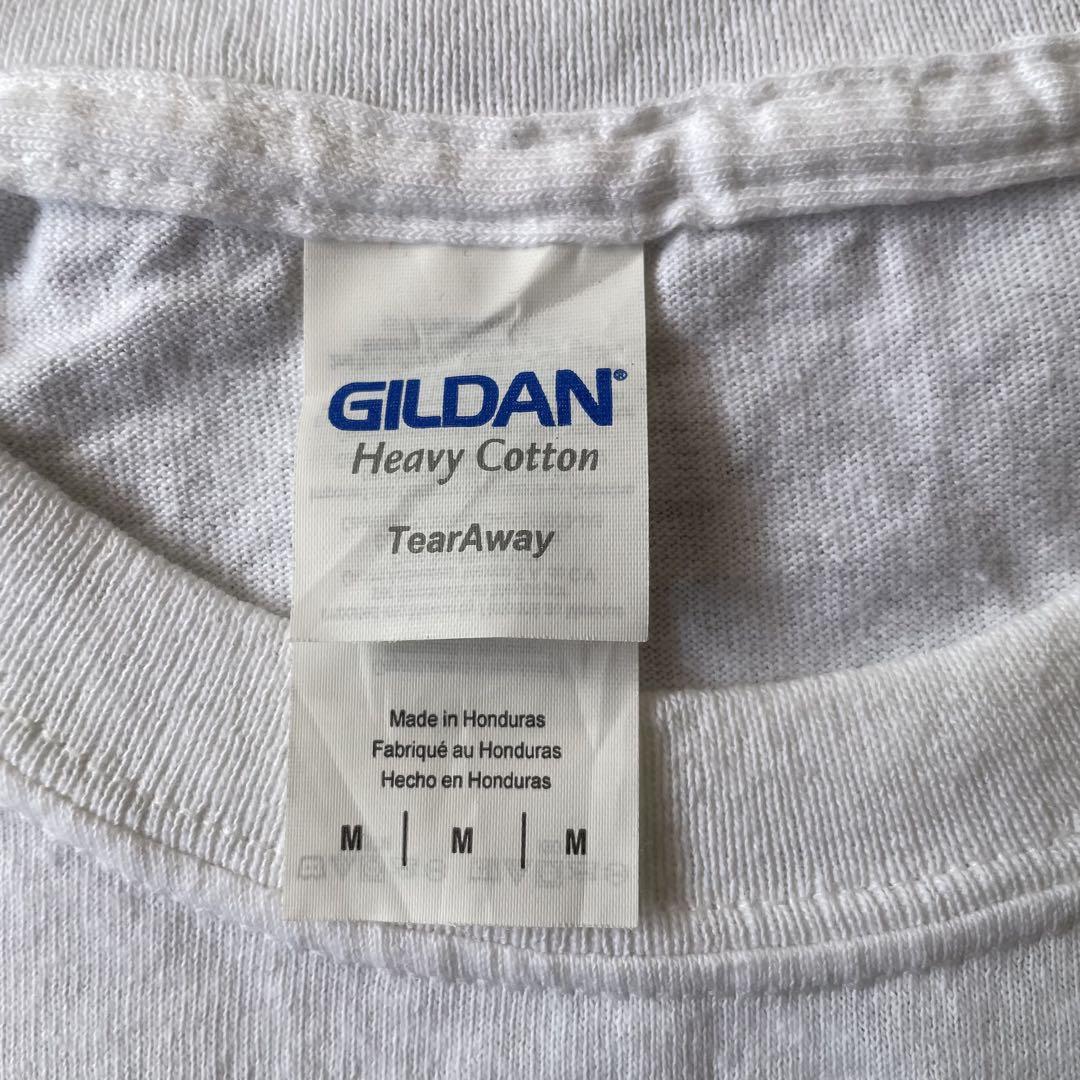 GILDAN®
Heavy Cotton
TearAway
Made in Honduras
Fabriqué au Honduras
Hecho en Honduras
M | M | M